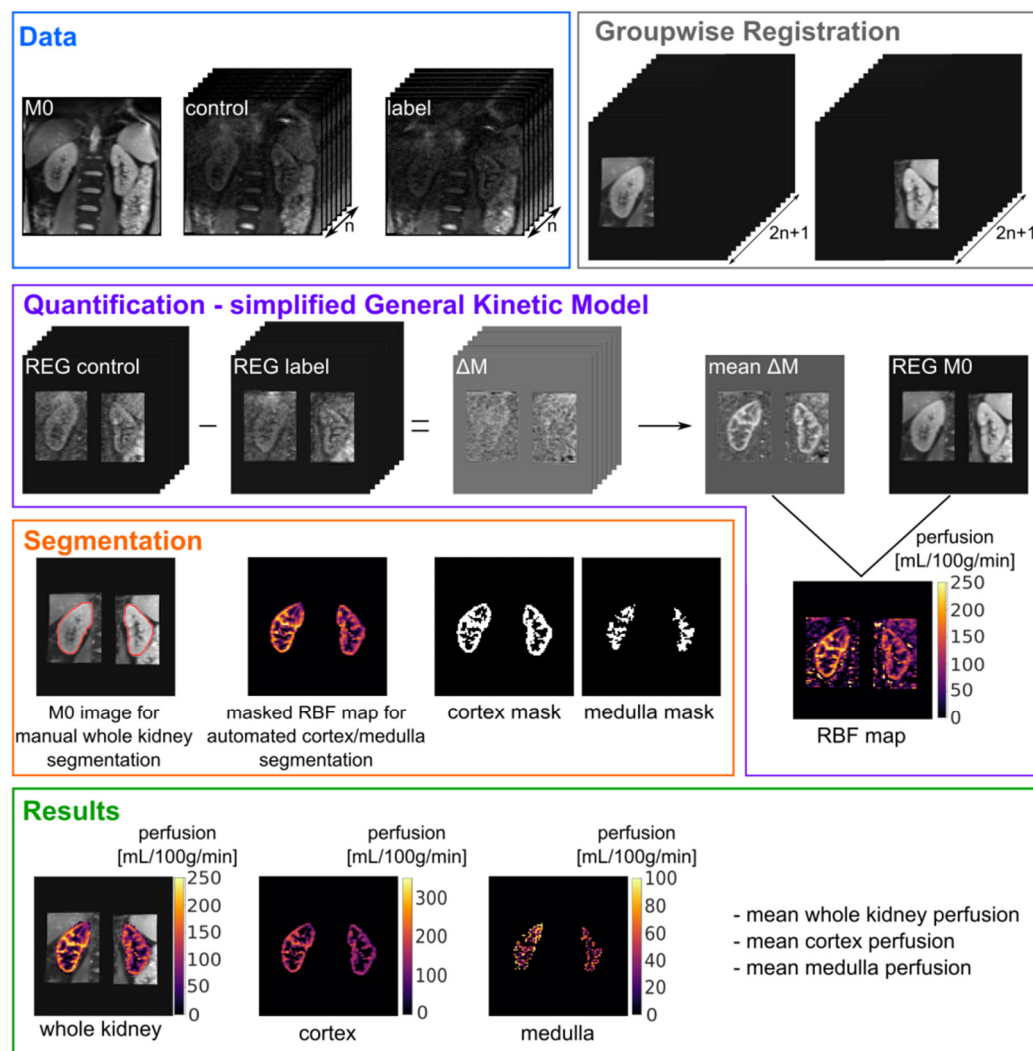 Data
M0
control
label
n
n
Groupwise Registration
2n+1
2n+1
Quantification - simplified General Kinetic Model
REG control
REG label
ΔM
mean ΔM
REG M0
–
=
perfusion
[mL/100g/min]
250
200
150
100
50
0
RBF map
Segmentation
M0 image for
manual whole kidney
segmentation
masked RBF map for
automated cortex/medulla
segmentation
cortex mask
medulla mask
Results
perfusion
[mL/100g/min]
250
200
150
100
50
0
whole kidney
perfusion
[mL/100g/min]
300
200
100
0
cortex
perfusion
[mL/100g/min]
100
80
60
40
20
0
medulla
- mean whole kidney perfusion
- mean cortex perfusion
- mean medulla perfusion